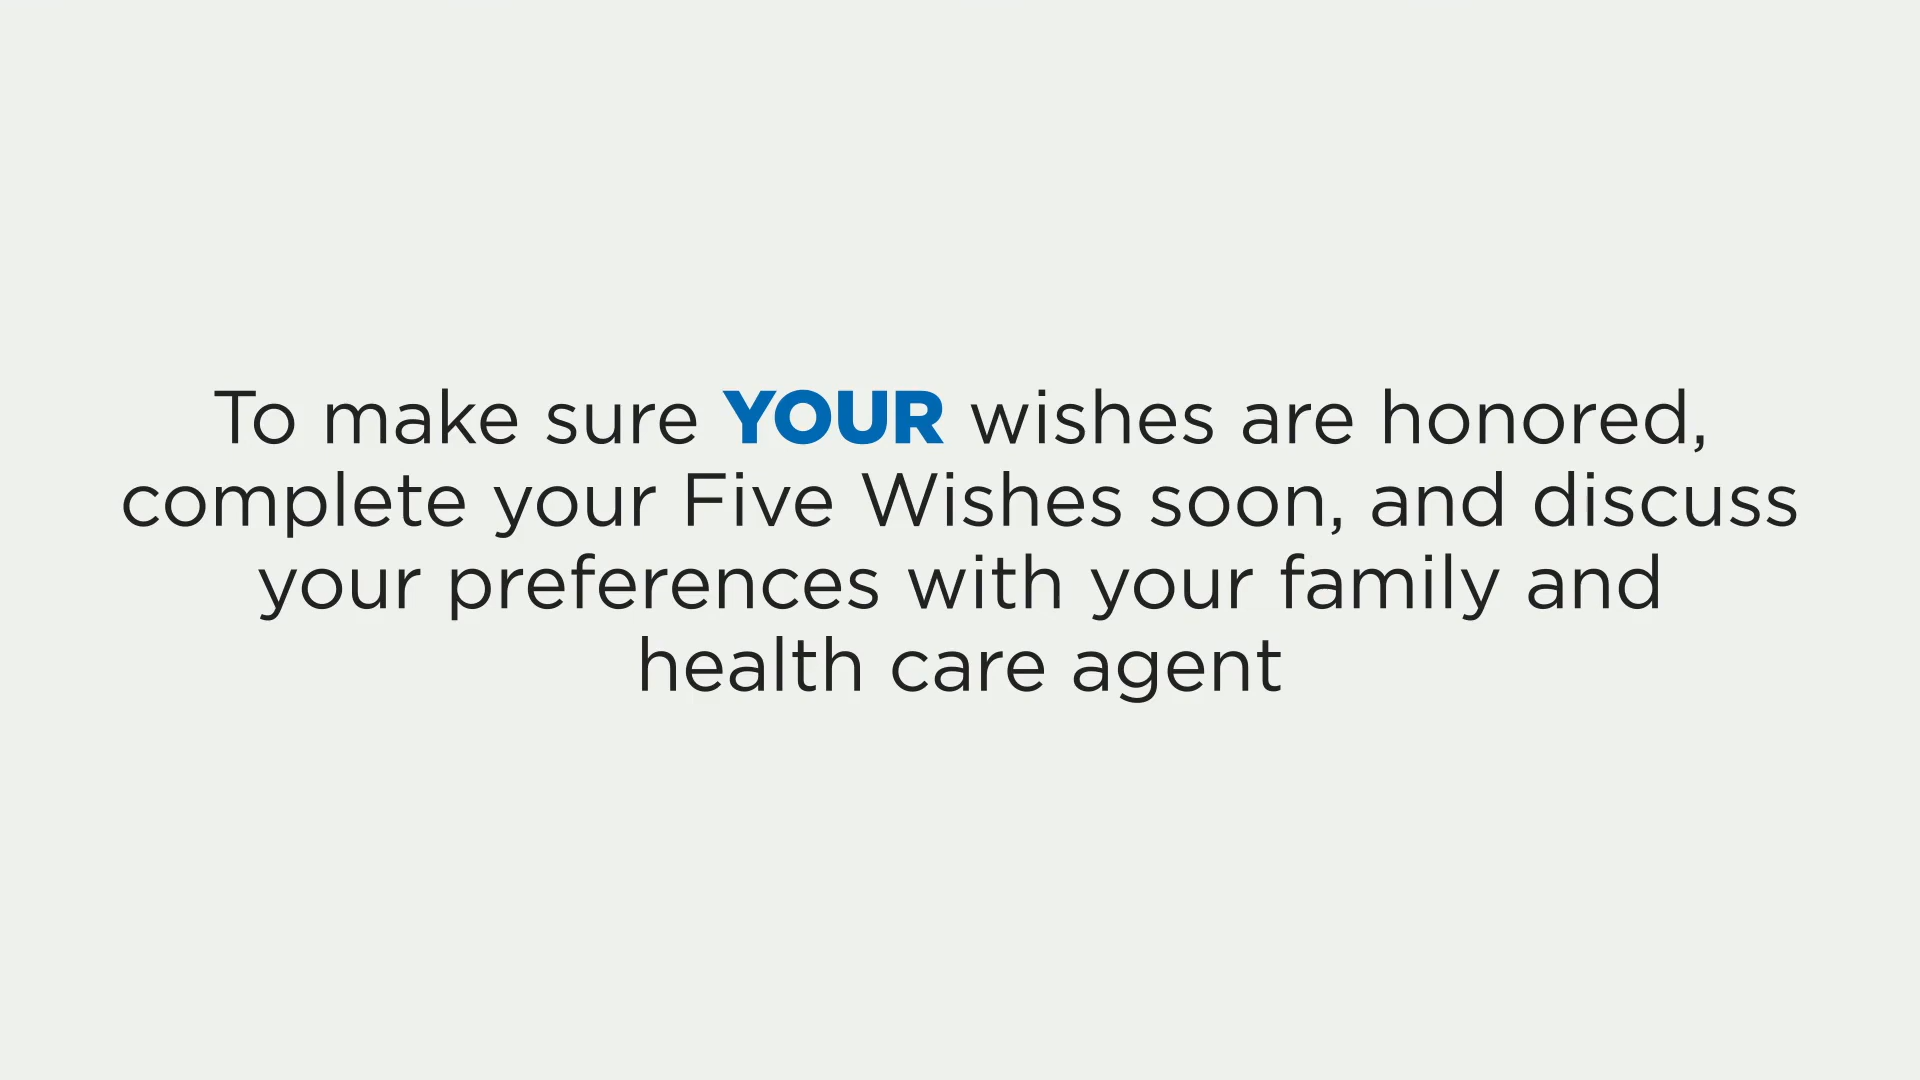 To make sure YOUR wishes are honored,
complete your Five Wishes soon, and discuss
your preferences with your family and
health care agent